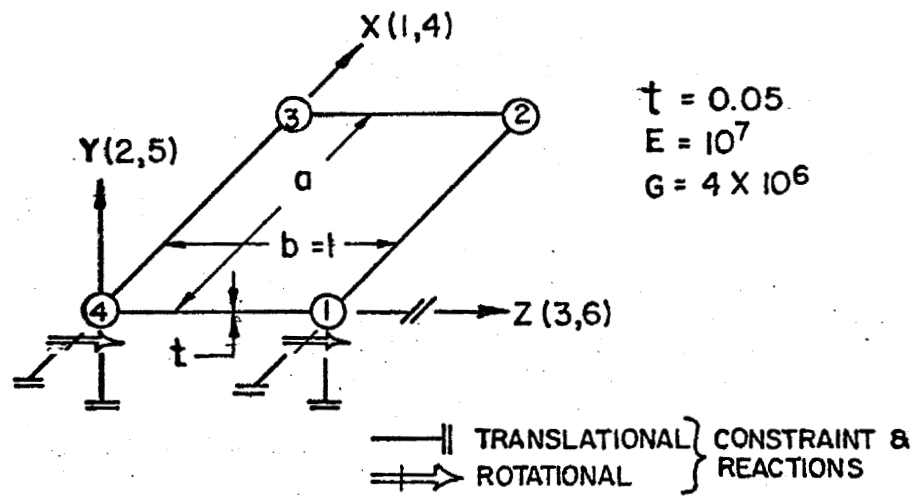 X(1,4)
3
2
t = 0.05
E = 10⁷
G = 4 X 10⁶
Y(2,5)
a
b = 1
4
1
Z (3,6)
t
TRANSLATIONAL
ROTATIONAL
CONSTRAINT &
REACTIONS